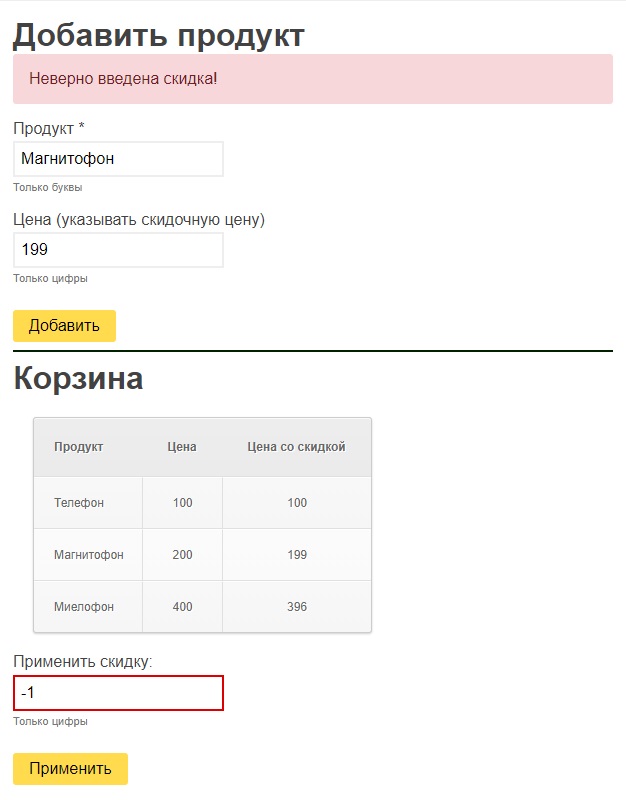 Добавить продукт
Неверно введена скидка!
Продукт *
Магнитофон
Только буквы
Цена (указывать скидочную цену)
199
Только цифры
Добавить
Корзина
Продукт Цена Цена со скидкой
Телефон 100 100
Магнитофон 200 199
Миелофон 400 396
Применить скидку:
-1
Только цифры
Применить